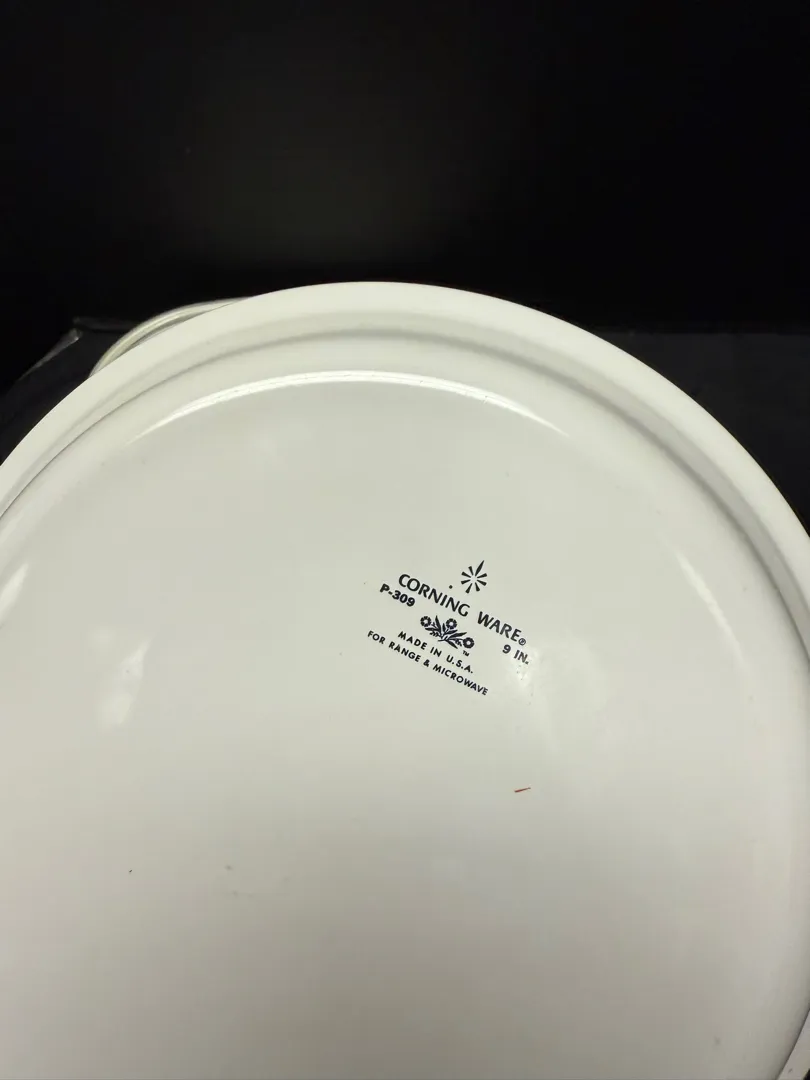 CORNING WARE®
P-309 9 IN.
™
MADE IN U.S.A.
FOR RANGE & MICROWAVE